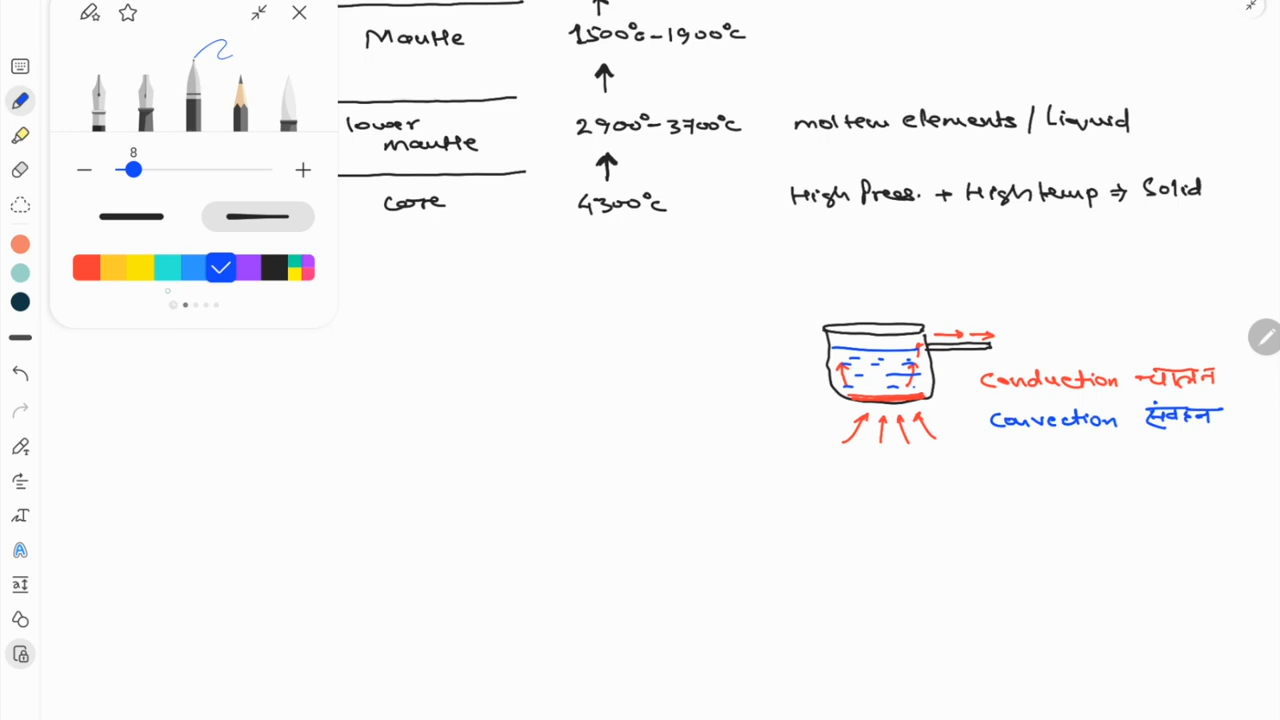 8
Mantle
1500°C-1900°C
lower
mantle
2900°-3700°C
molten elements / Liquid
Core
4300°C
High Press. + High temp ⇒ Solid
Conduction - चालन
Convection संवहन